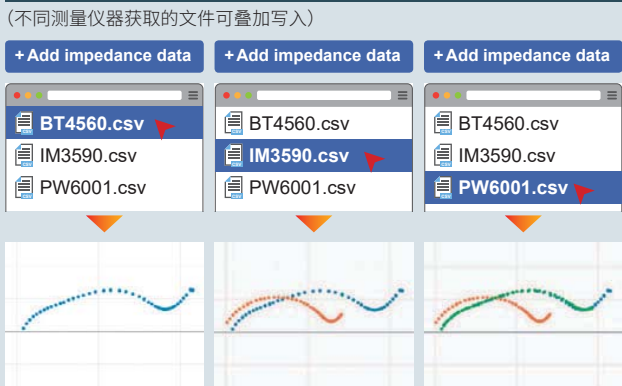 (不同测量仪器获取的文件可叠加写入)
+ Add impedance data
+ Add impedance data
+ Add impedance data
BT4560.csv
IM3590.csv
PW6001.csv
BT4560.csv
IM3590.csv
PW6001.csv
BT4560.csv
IM3590.csv
PW6001.csv